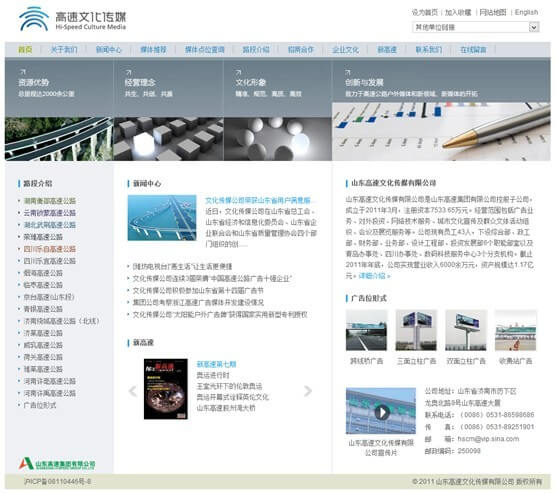 高速文化传媒
Hi-Speed Culture Media
设为首页 | 加入收藏 | 网站地图 | English
其他单位链接
首页 关于我们 新闻中心 媒体推荐 媒体点位查询 路段介绍 招商合作 企业文化 新高速 联系我们 在线留言
资源优势
总里程达2000余公里
经营理念
共生、共创、共赢
文化形象
精准、规范、高质、高效
创新与发展
致力于高速公路户外媒体和新领域、新媒体的开拓
路段介绍
湖南衡邵高速公路
云南锁蒙高速公路
湖北武荆高速公路
荣潍高速公路
四川乐自高速公路
四川乐宜高速公路
烟海高速公路
临枣高速公路
京台高速(山东段)
青银高速公路
济南绕城高速公路(北线)
济莱高速公路
威乳高速公路
菏关高速公路
潍莱高速公路
河南许亳高速公路
河南许禹高速公路
广告位形式
山东高速集团有限公司
新闻中心
文化传媒公司荣获山东省用户满意服...
近日，文化传媒公司在山东省总工会、
山东省经济和信息化委员会、山东省企
业联合会和山东省质量管理协会四个部
门组织的创.....
《潍坊电视台》“高生活”让生活更便捷
文化传媒公司连续3届荣膺“中国高速公路广告十强企业”
文化传媒公司积极参加山东省第十四届广告节
集团公司考察浙江高速广告媒体开发建设情况
文化传媒公司“太阳能户外广告牌”获得国家实用新型专利授权
新高速
新高速第七期
奥运进行时
王室光环下的伦敦奥运
奥运开幕式诠释英伦文化
山东高速胶州湾大桥
山东高速文化传媒有限公司
山东高速文化传媒有限公司是山东高速集团有限公司控股子公司，
成立于2011年3月，注册资本7533.65万元。经营范围包括广告业
务、对外投资、网络技术服务、城市文化宣传及群众文体活动组
织、会议及展览服务等。公司现有员工43人，下设综合部、政工
部、财务部、业务部、设计工程部、投资发展部6个职能部室以及
青岛办事处、四川办事处、数码科技服务中心3个分支机构。截止
2011年年底，公司实现营业收入6000余万元，资产规模达1.17亿
元。详细介绍 »
广告位形式
跨线桥广告 三面立柱广告 双面立柱广告 收费站广告
山东高速文化传媒有限
公司宣传片
公司地址：山东省济南市历下区
龙奥北路8号高速大厦
联系电话：（0086）0531-86598686
传 真：（0086）0531-89251901
邮 箱：hscm@vip.sina.com
邮政编码：250098
沪ICP备08110446号-8
© 2011 山东高速文化传媒有限公司 版权所有